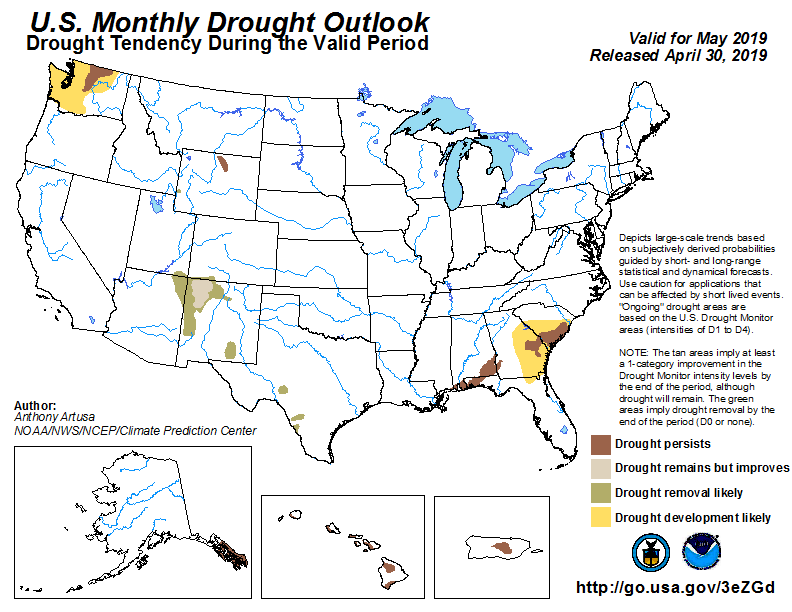 U.S. Monthly Drought Outlook
Drought Tendency During the Valid Period
Valid for May 2019
Released April 30, 2019
Depicts large-scale trends based
on subjectively derived probabilities
guided by short- and long-range
statistical and dynamical forecasts.
Use caution for applications that
can be affected by short lived events.
"Ongoing" drought areas are
based on the U.S. Drought Monitor
areas (intensities of D1 to D4).
NOTE: The tan areas imply at least
a 1-category improvement in
the Drought Monitor intensity levels by
the end of the period, although
drought will remain. The green
areas imply drought removal by the
end of the period (D0 or none).
Author:
Anthony Artusa
NOAA/NWS/NCEP/Climate Prediction Center
Drought persists
Drought remains but improves
Drought removal likely
Drought development likely
http://go.usa.gov/3eZGd